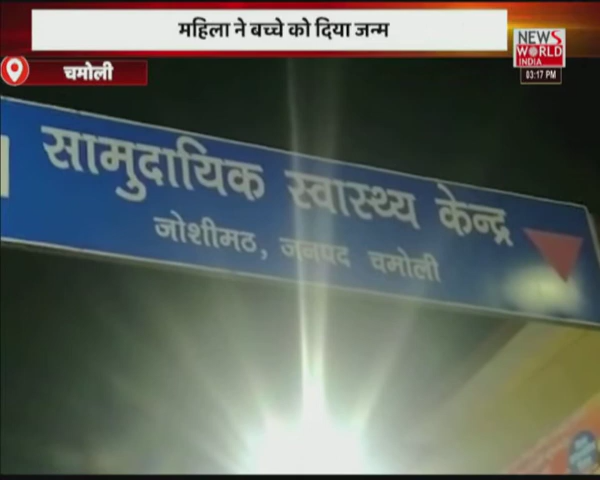 महिला ने बच्चे को दिया जन्म
NEWS
WORLD
INDIA
03:17 PM
चमोली
सामुदायिक स्वास्थ्य केन्द्र
जोशीमठ, जनपद चमोली